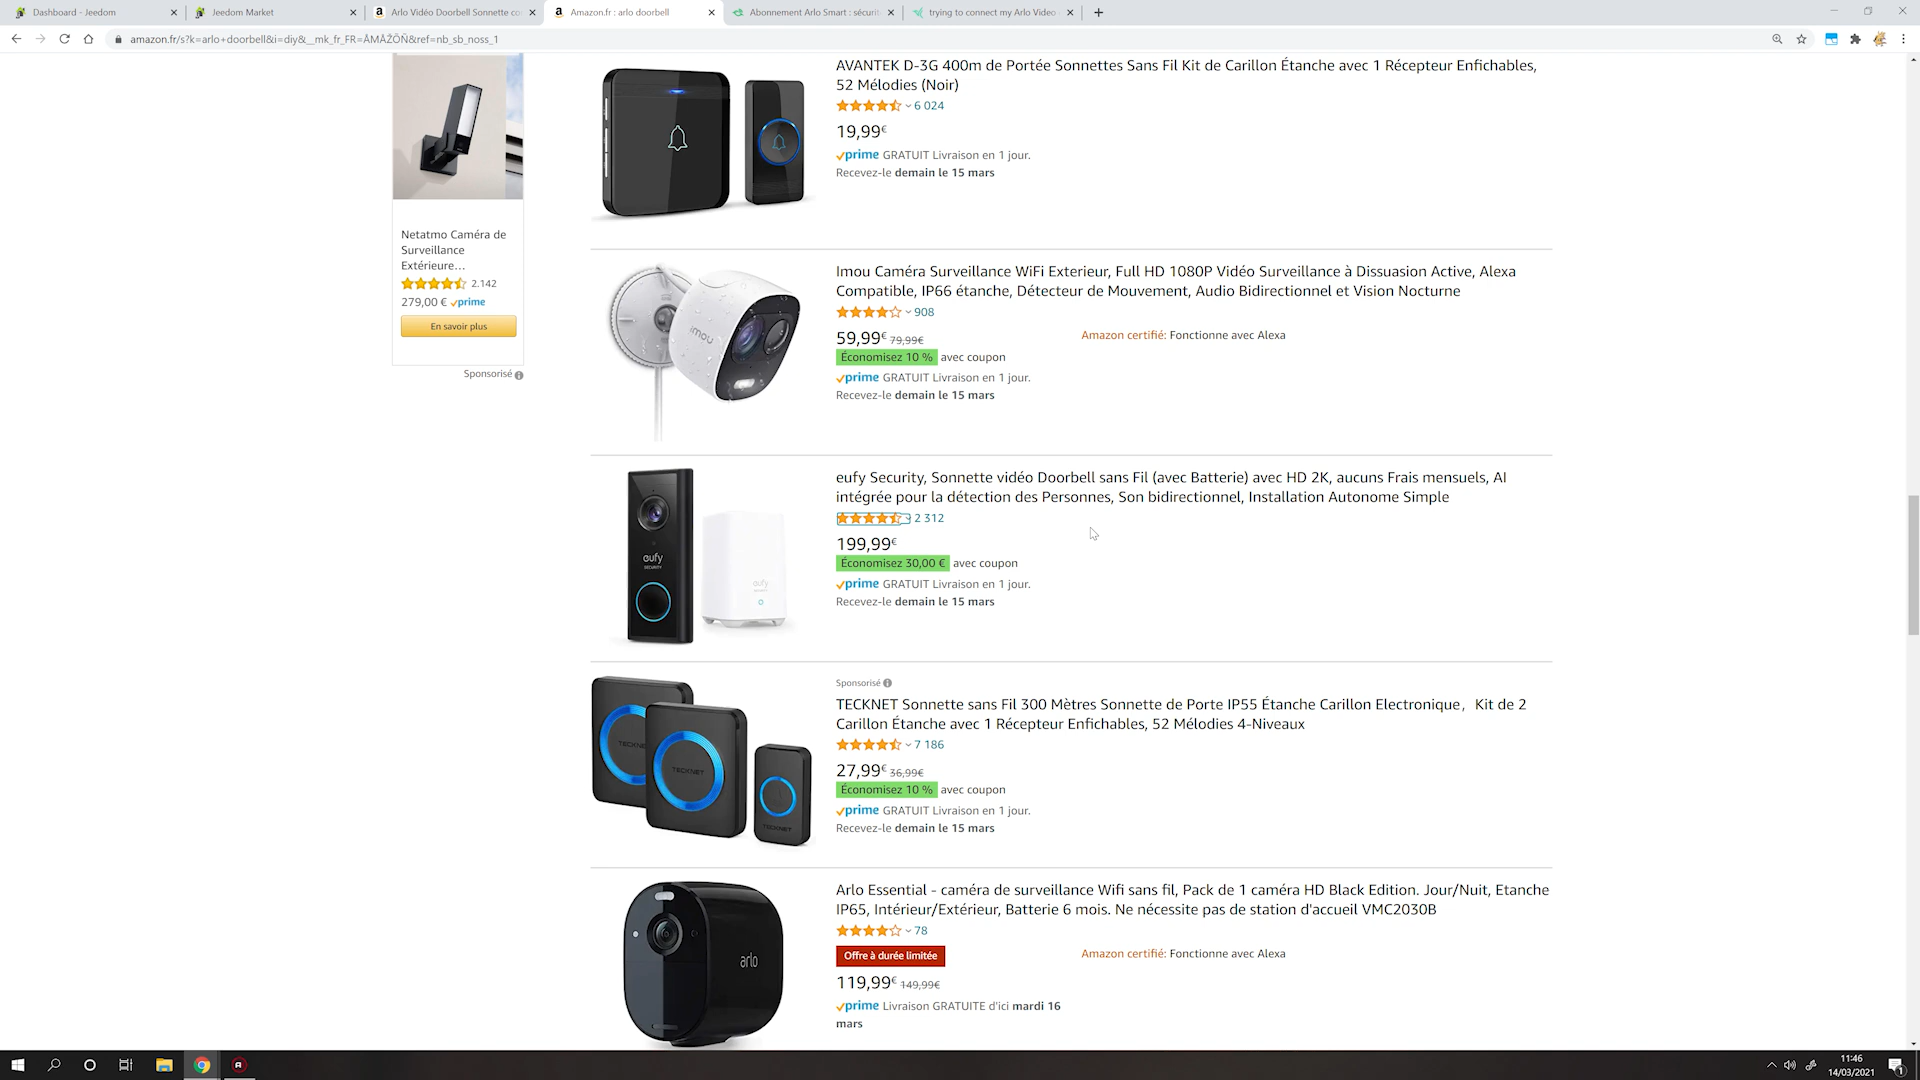 Dashboard - Jeedom
Jeedom Market
Arlo Vidéo Doorbell Sonnette co
Amazon.fr : arlo doorbell
Abonnement Arlo Smart : sécurit
trying to connect my Arlo Video
amazon.fr/s?k=arlo+doorbell&i=diy&__mk_fr_FR=ÅMÅŽÕÑ&ref=nb_sb_noss_1
Netatmo Caméra de
Surveillance
Extérieure…
2.142
279,00 € prime
En savoir plus
Sponsorisé
AVANTEK D-3G 400m de Portée Sonnettes Sans Fil Kit de Carillon Étanche avec 1 Récepteur Enfichables,
52 Mélodies (Noir)
6 024
19,99€
prime GRATUIT Livraison en 1 jour.
Recevez-le demain le 15 mars
imou
Imou Caméra Surveillance WiFi Exterieur, Full HD 1080P Vidéo Surveillance à Dissuasion Active, Alexa
Compatible, IP66 étanche, Détecteur de Mouvement, Audio Bidirectionnel et Vision Nocturne
908
59,99€ 79,99€
Amazon certifié: Fonctionne avec Alexa
Économisez 10 % avec coupon
prime GRATUIT Livraison en 1 jour.
Recevez-le demain le 15 mars
eufy
SECURITY
eufy
eufy Security, Sonnette vidéo Doorbell sans Fil (avec Batterie) avec HD 2K, aucuns Frais mensuels, AI
intégrée pour la détection des Personnes, Son bidirectionnel, Installation Autonome Simple
2 312
199,99€
Économisez 30,00 € avec coupon
prime GRATUIT Livraison en 1 jour.
Recevez-le demain le 15 mars
TECKNET
TECKNET
Sponsorisé
TECKNET Sonnette sans Fil 300 Mètres Sonnette de Porte IP55 Étanche Carillon Electronique，Kit de 2
Carillon Étanche avec 1 Récepteur Enfichables, 52 Mélodies 4-Niveaux
7 186
27,99€ 36,99€
Économisez 10 % avec coupon
prime GRATUIT Livraison en 1 jour.
Recevez-le demain le 15 mars
arlo
Arlo Essential - caméra de surveillance Wifi sans fil, Pack de 1 caméra HD Black Edition. Jour/Nuit, Etanche
IP65, Intérieur/Extérieur, Batterie 6 mois. Ne nécessite pas de station d'accueil VMC2030B
78
Offre à durée limitée
Amazon certifié: Fonctionne avec Alexa
119,99€ 149,99€
prime Livraison GRATUITE d'ici mardi 16
mars
11:46
14/03/2021
1